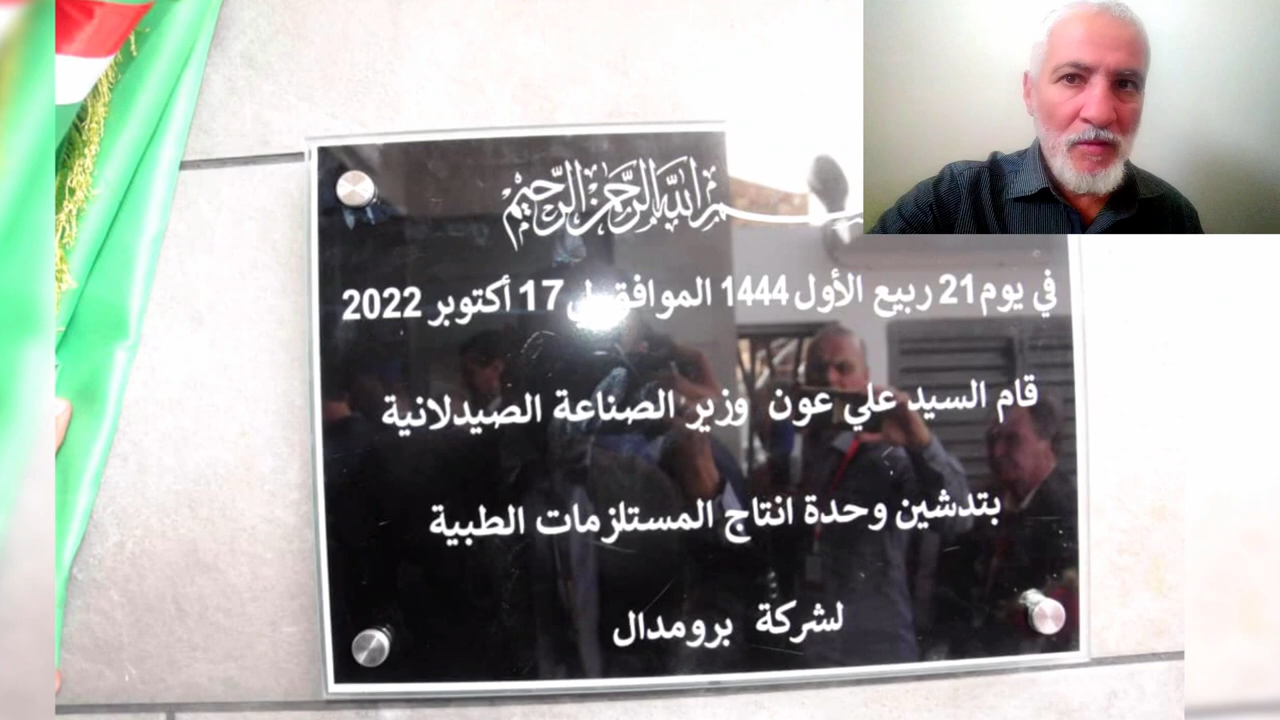 بسم الله الرحمن الرحيم
في يوم 21 ربيع الأول 1444 الموافق لـ 17 أكتوبر 2022
قام السيد علي عون وزير الصناعة الصيدلانية
بتدشين وحدة انتاج المستلزمات الطبية
لشركة برومدال